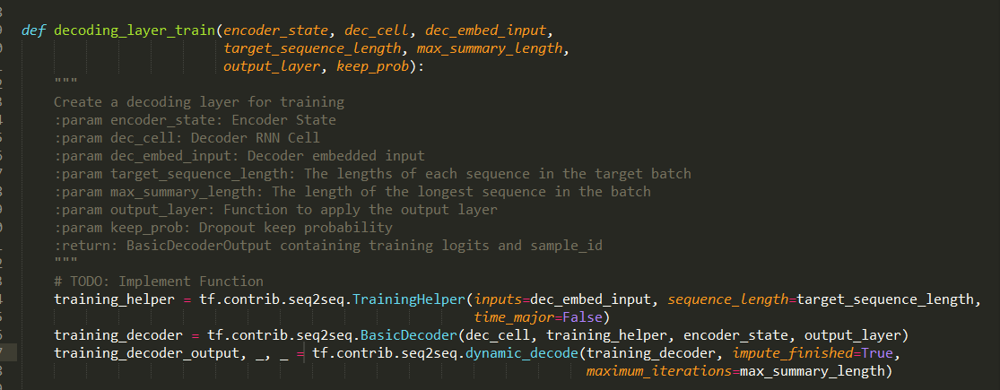 def decoding_layer_train(encoder_state, dec_cell, dec_embed_input,
target_sequence_length, max_summary_length,
output_layer, keep_prob):
"""
Create a decoding layer for training
:param encoder_state: Encoder State
:param dec_cell: Decoder RNN Cell
:param dec_embed_input: Decoder embedded input
:param target_sequence_length: The lengths of each sequence in the target batch
:param max_summary_length: The length of the longest sequence in the batch
:param output_layer: Function to apply the output layer
:param keep_prob: Dropout keep probability
:return: BasicDecoderOutput containing training logits and sample_id
"""
# TODO: Implement Function
training_helper = tf.contrib.seq2seq.TrainingHelper(inputs=dec_embed_input, sequence_length=target_sequence_length,
time_major=False)
training_decoder = tf.contrib.seq2seq.BasicDecoder(dec_cell, training_helper, encoder_state, output_layer)
training_decoder_output, _, _ = tf.contrib.seq2seq.dynamic_decode(training_decoder, impute_finished=True,
maximum_iterations=max_summary_length)